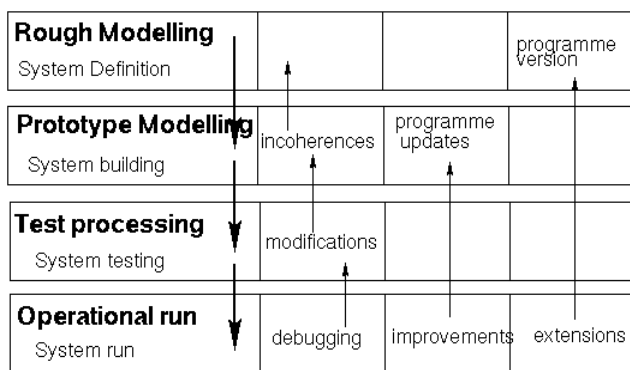 Rough Modelling
System Definition
programme
version
Prototype Modelling
System building
incoherences
programme
updates
Test processing
System testing
modifications
Operational run
System run
debugging
improvements
extensions